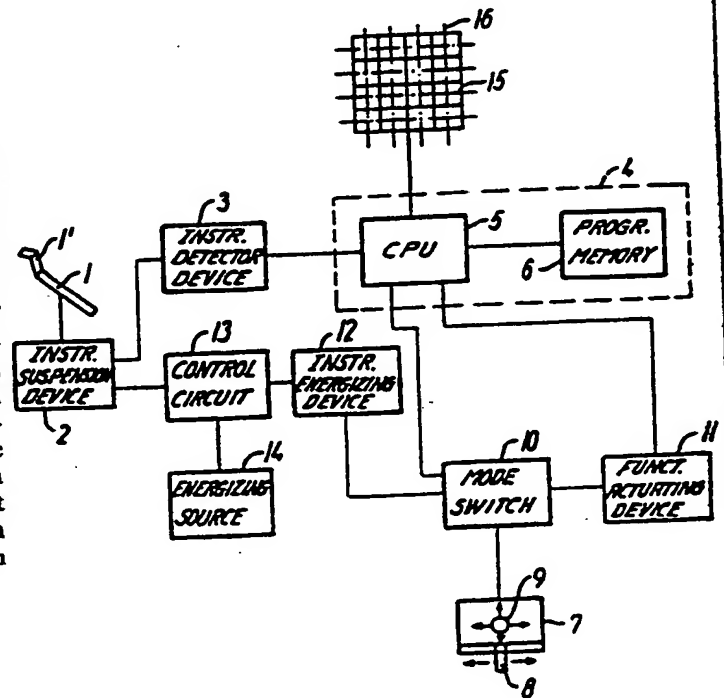 16
15
4
3
5
1'
1
INSTR.
DETECTOR
DEVICE
CPU
PROGR.
MEMORY
6
13
12
INSTR.
SUSPENSION
DEVICE
2
CONTROL
CIRCUIT
INSTR.
ENERGIZING
DEVICE
14
10
11
ENERGIZING
SOURCE
MODE
SWITCH
FUNCT.
ACTURTING
DEVICE
9
7
8